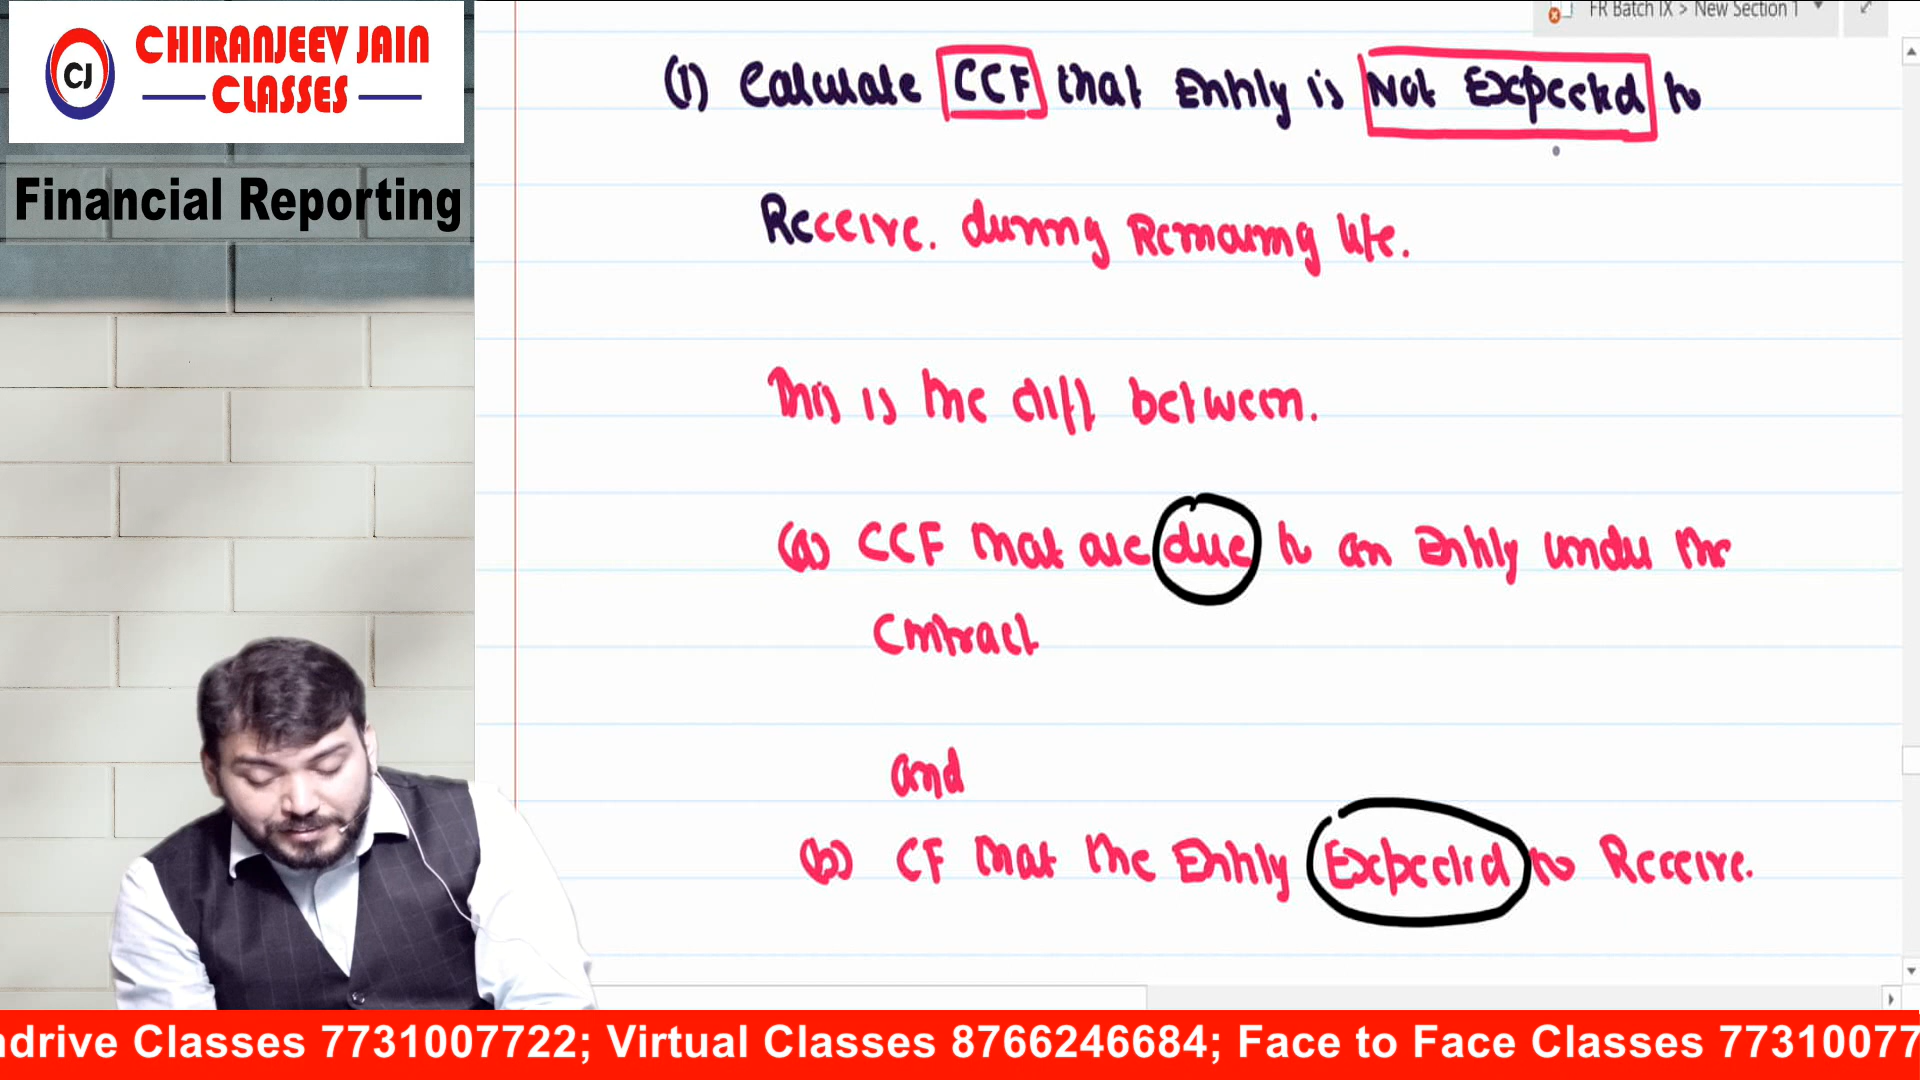 CHIRANJEEV JAIN
CJ
CLASSES
Financial Reporting
FR Batch IX > New Section 1
(1) Calculate CCF that Entity is Not Expected to
Receive. during Remaining life.
This is the diff between.
(a) CCF that are due to an Entity under the
Contract
and
(b) CF that the Entity Expected to Receive.
ndrive Classes 7731007722; Virtual Classes 8766246684; Face to Face Classes 77310077